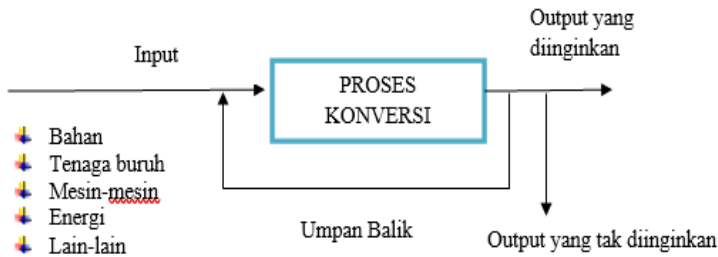 Input
PROSES
KONVERSI
Output yang
diinginkan
Bahan
Tenaga buruh
Mesin-mesin
Energi
Lain-lain
Umpan Balik
Output yang tak diinginkan